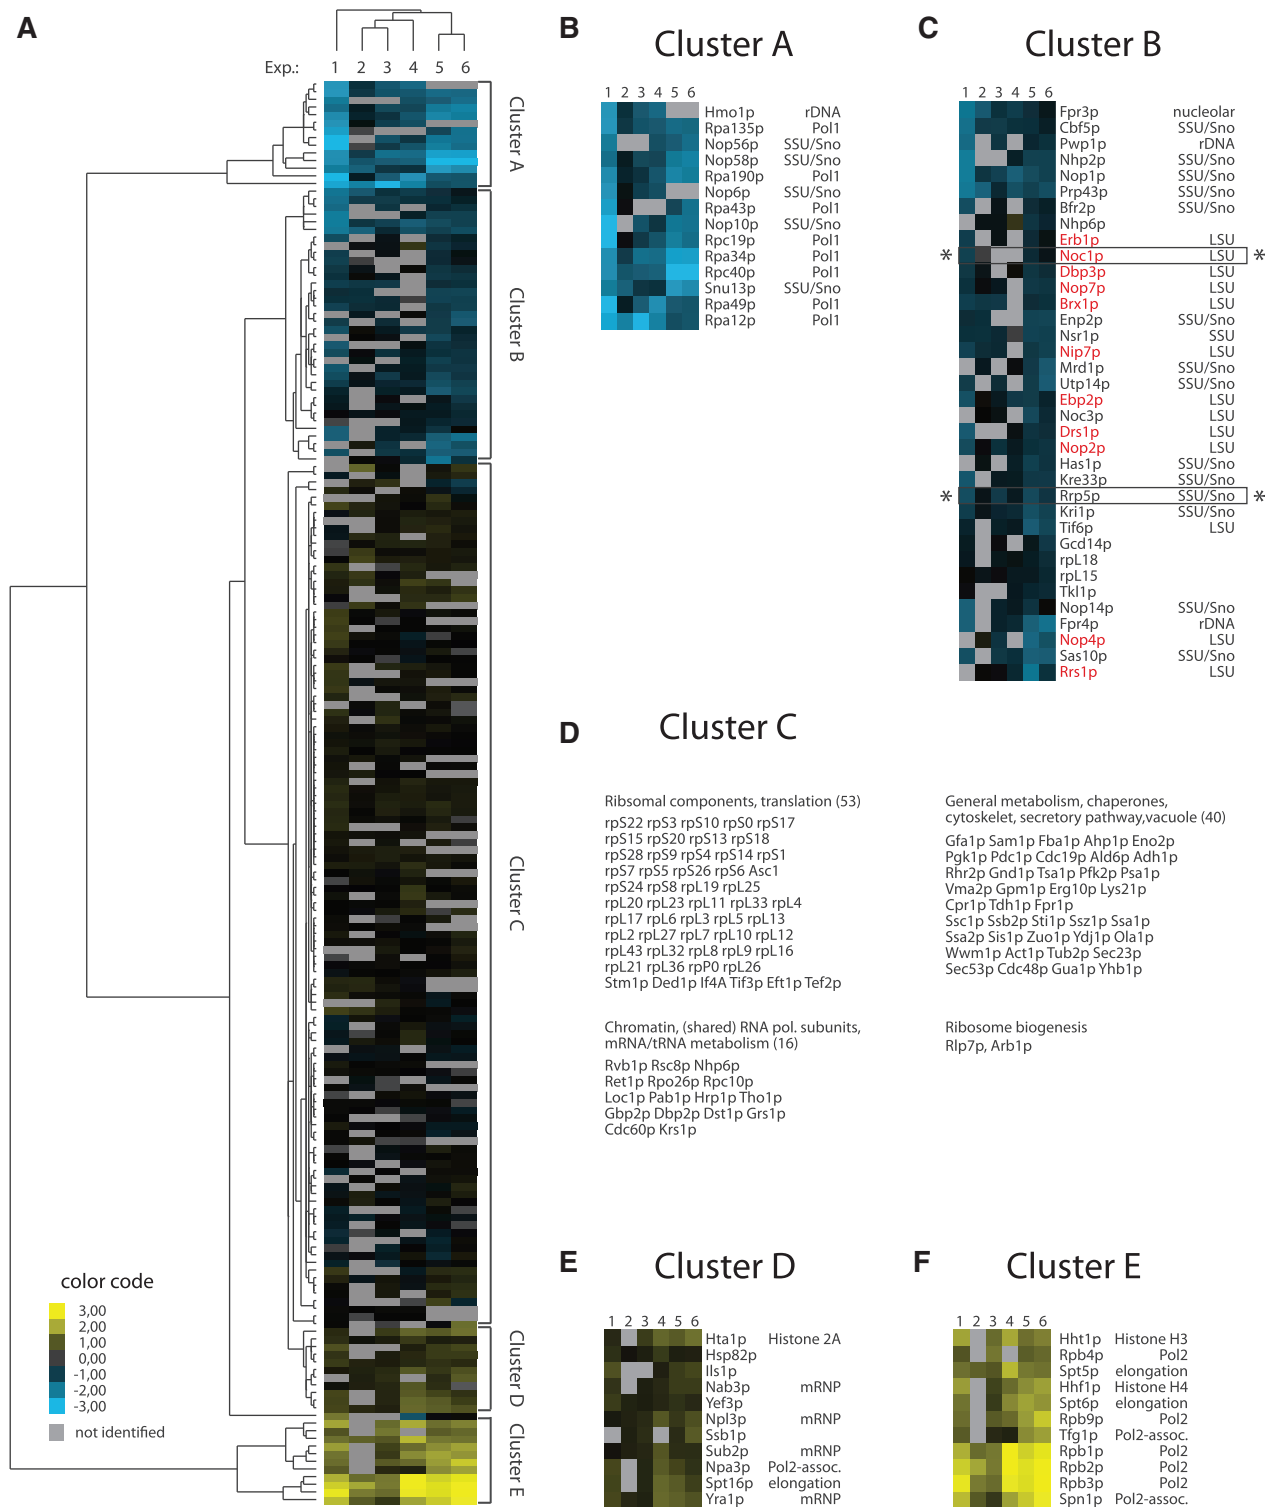 A
Exp.: 1 2 3 4 5 6
Cluster A
Cluster B
Cluster C
Cluster D
Cluster E
color code
3,00
2,00
1,00
0,00
-1,00
-2,00
-3,00
not identified
B
Cluster A
1 2 3 4 5 6
Hmo1p rDNA
Rpa135p Pol1
Nop56p SSU/Sno
Nop58p SSU/Sno
Rpa190p Pol1
Nop6p SSU/Sno
Rpa43p Pol1
Nop10p SSU/Sno
Rpc19p Pol1
Rpa34p Pol1
Rpc40p Pol1
Snu13p SSU/Sno
Rpa49p Pol1
Rpa12p Pol1
C
Cluster B
1 2 3 4 5 6
Fpr3p nucleolar
Cbf5p SSU/Sno
Pwp1p rDNA
Nhp2p SSU/Sno
Nop1p SSU/Sno
Prp43p SSU/Sno
Bfr2p SSU/Sno
Nhp6p
Erb1p LSU
* Noc1p LSU *
Dbp3p LSU
Nop7p LSU
Brx1p LSU
Enp2p SSU/Sno
Nsr1p SSU
Nip7p LSU
Mrd1p SSU/Sno
Utp14p SSU/Sno
Ebp2p LSU
Noc3p LSU
Drs1p LSU
Nop2p LSU
Has1p SSU/Sno
Kre33p SSU/Sno
* Rrp5p SSU/Sno *
Kri1p SSU/Sno
Tif6p LSU
Gcd14p
rpL18
rpL15
Tkl1p
Nop14p SSU/Sno
Fpr4p rDNA
Nop4p LSU
Sas10p SSU/Sno
Rrs1p LSU
D
Cluster C
Ribsomal components, translation (53)
rpS22 rpS3 rpS10 rpS0 rpS17
rpS15 rpS20 rpS13 rpS18
rpS28 rpS9 rpS4 rpS14 rpS1
rpS7 rpS5 rpS26 rpS6 Asc1
rpS24 rpS8 rpL19 rpL25
rpL20 rpL23 rpL11 rpL33 rpL4
rpL17 rpL6 rpL3 rpL5 rpL13
rpL2 rpL27 rpL7 rpL10 rpL12
rpL43 rpL32 rpL8 rpL9 rpL16
rpL21 rpL36 rpP0 rpL26
Stm1p Ded1p If4A Tif3p Eft1p Tef2p
General metabolism, chaperones,
cytoskelet, secretory pathway,vacuole (40)
Gfa1p Sam1p Fba1p Ahp1p Eno2p
Pgk1p Pdc1p Cdc19p Ald6p Adh1p
Rhr2p Gnd1p Tsa1p Pfk2p Psa1p
Vma2p Gpm1p Erg10p Lys21p
Cpr1p Tdh1p Fpr1p
Ssc1p Ssb2p Sti1p Ssz1p Ssa1p
Ssa2p Sis1p Zuo1p Ydj1p Ola1p
Wwm1p Act1p Tub2p Sec23p
Sec53p Cdc48p Gua1p Yhb1p
Chromatin, (shared) RNA pol. subunits,
mRNA/tRNA metabolism (16)
Rvb1p Rsc8p Nhp6p
Ret1p Rpo26p Rpc10p
Loc1p Pab1p Hrp1p Tho1p
Gbp2p Dbp2p Dst1p Grs1p
Cdc60p Krs1p
Ribosome biogenesis
Rlp7p, Arb1p
E
Cluster D
1 2 3 4 5 6
Hta1p Histone 2A
Hsp82p
Ils1p
Nab3p mRNP
Yef3p
Npl3p mRNP
Ssb1p
Sub2p mRNP
Npa3p Pol2-assoc.
Spt16p elongation
Yra1p mRNP
F
Cluster E
1 2 3 4 5 6
Hht1p Histone H3
Rpb4p Pol2
Spt5p elongation
Hhf1p Histone H4
Spt6p elongation
Rpb9p Pol2
Tfg1p Pol2-assoc.
Rpb1p Pol2
Rpb2p Pol2
Rpb3p Pol2
Spn1p Pol2-assoc.